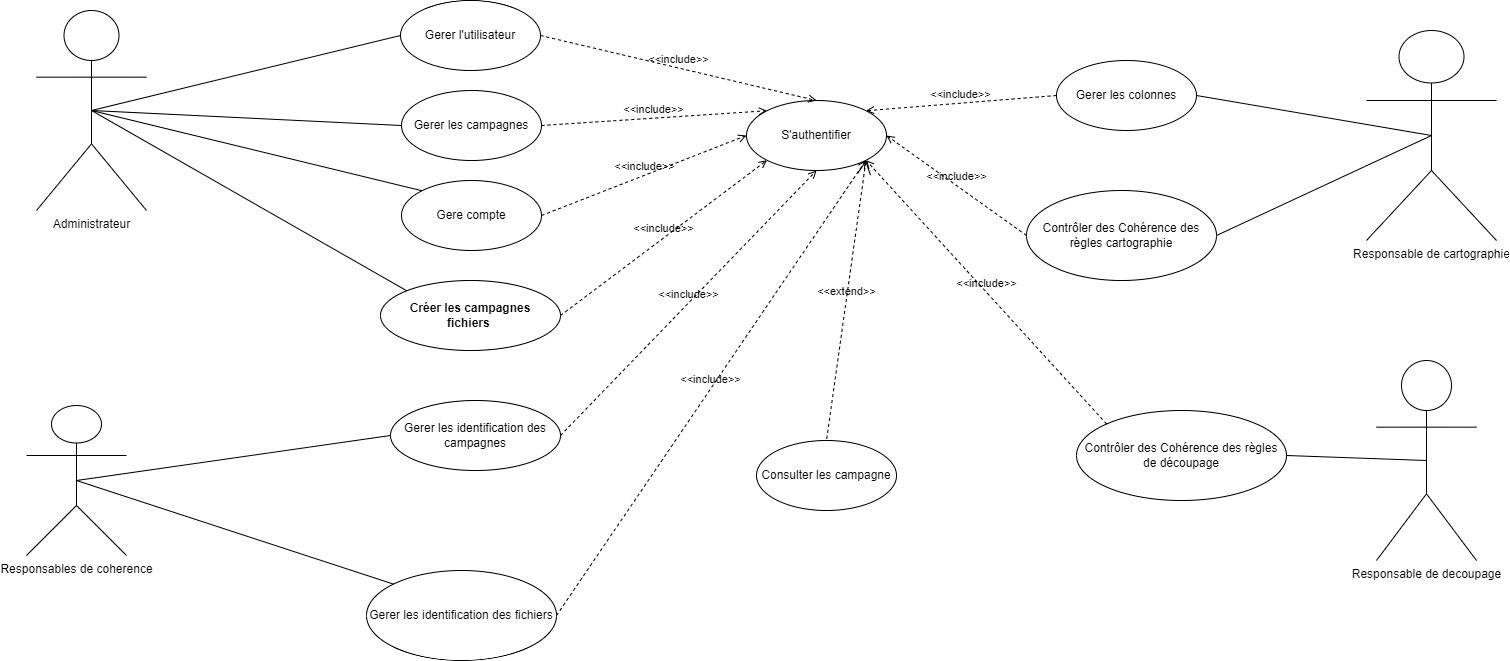 Gerer l'utilisateur
<<include>>
Gerer les campagnes
<<include>>
S'authentifier
<<include>>
Gerer les colonnes
Gere compte
<<include>>
<<include>>
Administrateur
<<include>>
Contrôler des Cohérence des
règles cartographie
Responsable de cartographie
Créer les campagnes
fichiers
<<include>>
<<extend>>
<<include>>
<<include>>
Gerer les identification des
campagnes
Consulter les campagne
Contrôler des Cohérence des règles
de découpage
Responsables de coherence
Responsable de decoupage
Gerer les identification des fichiers